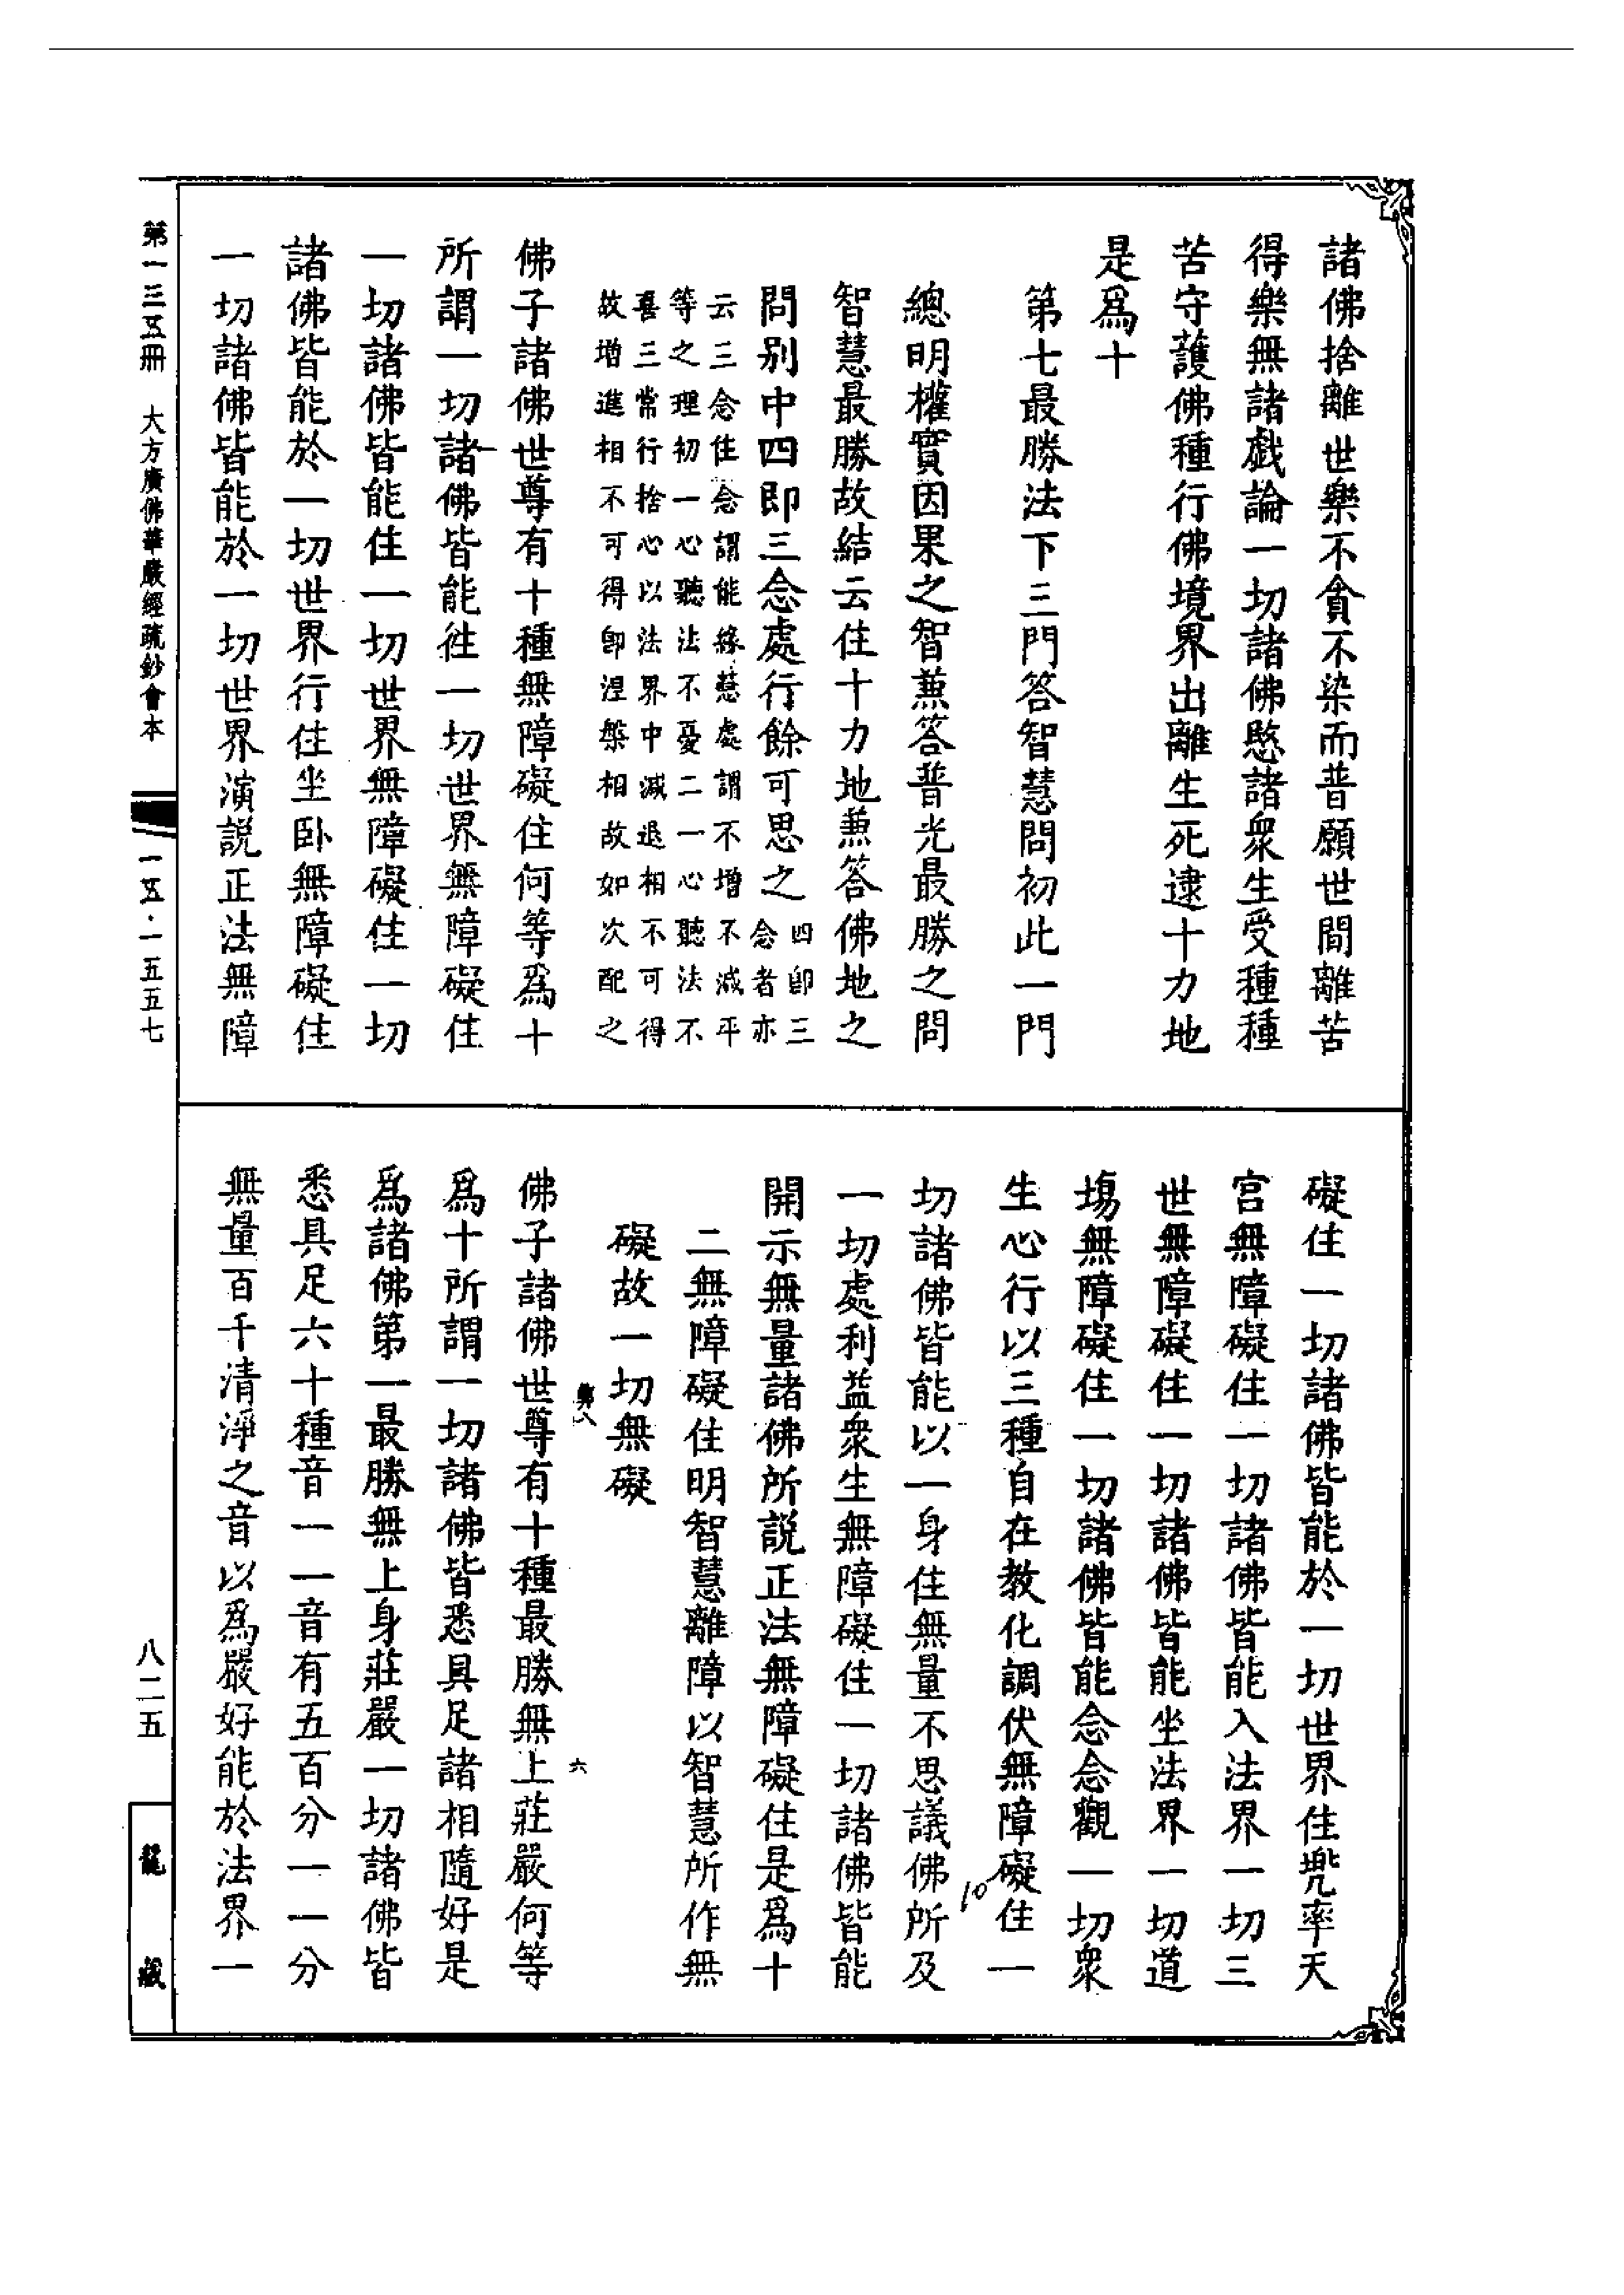 諸佛捨離世樂不貪不染而普願世間離苦
得樂無諸戲論一切諸佛愍諸衆生受種種
苦守護佛種行佛境界出離生死逮十力地
是爲十
第七最勝法下三門答智慧問初此一門
總明權實因果之智兼答普光最勝之問
智慧最勝故結云住十力地兼答佛地之
問別中四即三念處行餘可思之四即三
念者亦
云三念住念謂能緣慧處謂不增不減平
等之理初一心聽法不憂二一心聽法不
喜三常行捨心以法界中減退相不可得
故增進相不可得即涅槃相故如次配之
佛子諸佛世尊有十種無障礙住何等爲十
所謂一切諸佛皆能往一切世界無障礙住
一切諸佛皆能住一切世界無障礙住一切
諸佛皆能於一切世界行住坐卧無障礙住
一切諸佛皆能於一切世界演説正法無障
礙住一切諸佛皆能於一切世界住兜率天
宮無障礙住一切諸佛皆能入法界一切三
世無障礙住一切諸佛皆能坐法界一切道
塲無障礙住一切諸佛皆能念念觀一切衆
生心行以三種自在教化調伏無障礙住一
10
切諸佛皆能以一身住無量不思議佛所及
一切處利益衆生無障礙住一切諸佛皆能
開示無量諸佛所説正法無障礙住是爲十
二無障礙住明智慧離障以智慧所作無
礙故一切無礙
第八
六
佛子諸佛世尊有十種最勝無上莊嚴何等
爲十所謂一切諸佛皆悉具足諸相隨好是
爲諸佛第一最勝無上身莊嚴一切諸佛皆
悉具足六十種音一一音有五百分一一分
無量百千清淨之音以爲嚴好能於法界一
第一三五冊 大方廣佛華嚴經疏鈔會本
一五·一五五七
八二五
龍藏